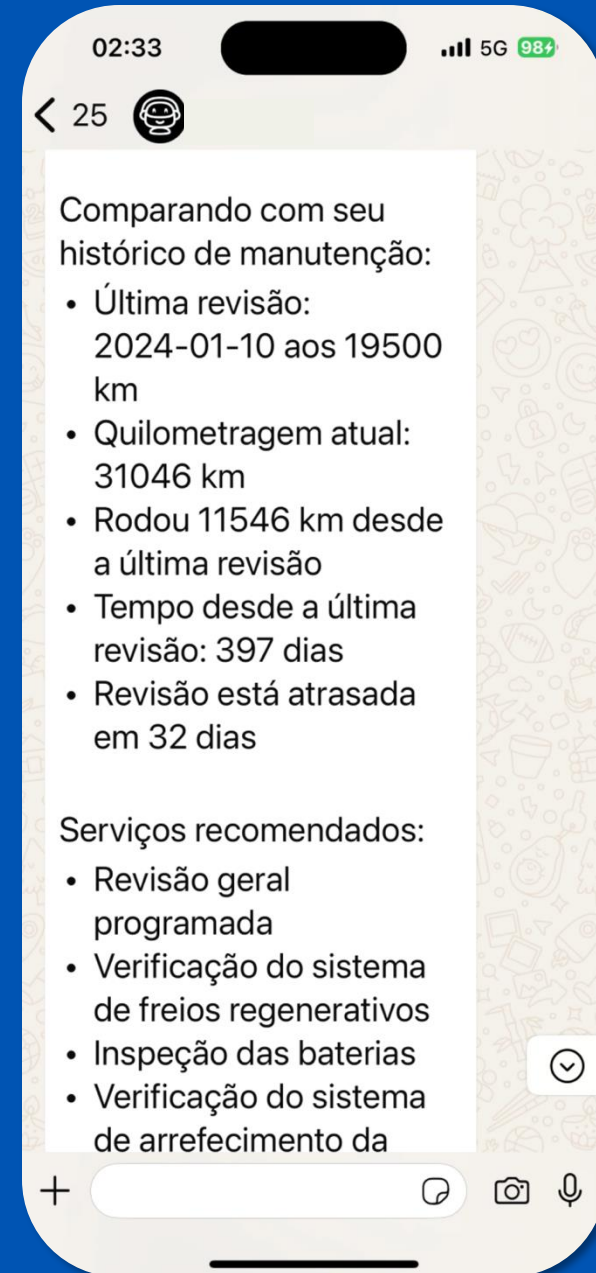 02:33
5G 98
25
Comparando com seu
histórico de manutenção:
• Última revisão:
2024-01-10 aos 19500
km
• Quilometragem atual:
31046 km
• Rodou 11546 km desde
a última revisão
• Tempo desde a última
revisão: 397 dias
• Revisão está atrasada
em 32 dias
Serviços recomendados:
• Revisão geral
programada
• Verificação do sistema
de freios regenerativos
• Inspeção das baterias
• Verificação do sistema
de arrefecimento da